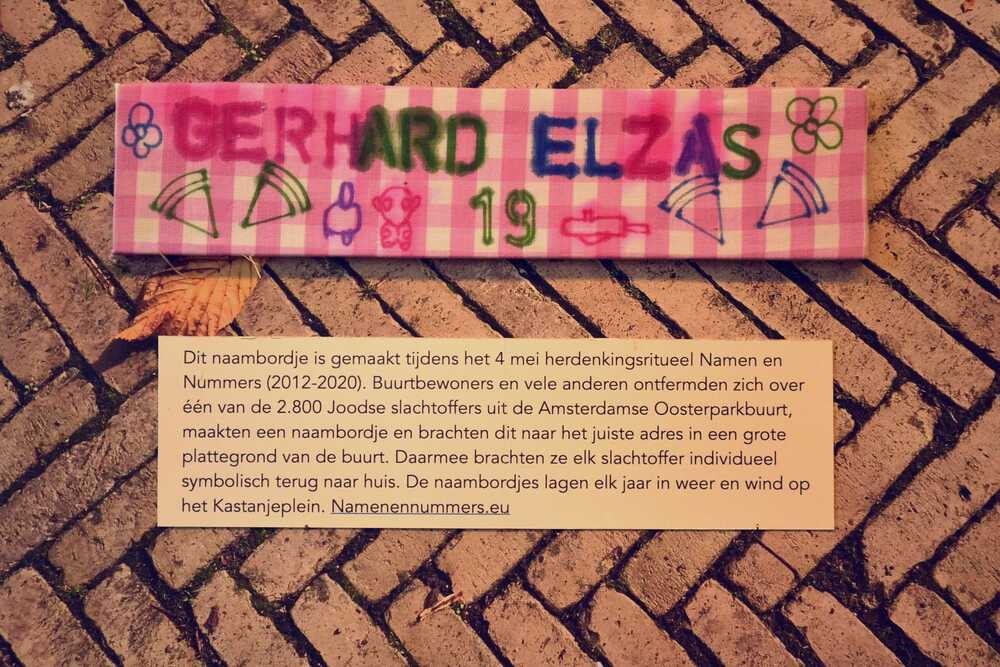 GERHARD ELZAS
19
Dit naambordje is gemaakt tijdens het 4 mei herdenkingsritueel Namen en
Nummers (2012-2020). Buurtbewoners en vele anderen ontfermden zich over
één van de 2.800 Joodse slachtoffers uit de Amsterdamse Oosterparkbuurt,
maakten een naambordje en brachten dit naar het juiste adres in een grote
plattegrond van de buurt. Daarmee brachten ze elk slachtoffer individueel
symbolisch terug naar huis. De naambordjes lagen elk jaar in weer en wind op
het Kastanjeplein. Namenennummers.eu